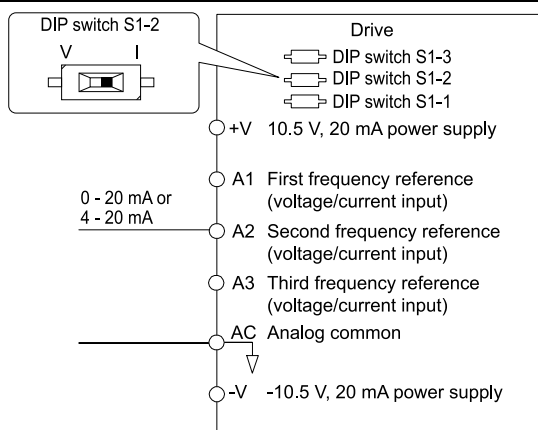 DIP switch S1-2
V I
Drive
DIP switch S1-3
DIP switch S1-2
DIP switch S1-1
+V 10.5 V, 20 mA power supply
A1 First frequency reference
(voltage/current input)
0 - 20 mA or
4 - 20 mA
A2 Second frequency reference
(voltage/current input)
A3 Third frequency reference
(voltage/current input)
AC Analog common
-V -10.5 V, 20 mA power supply